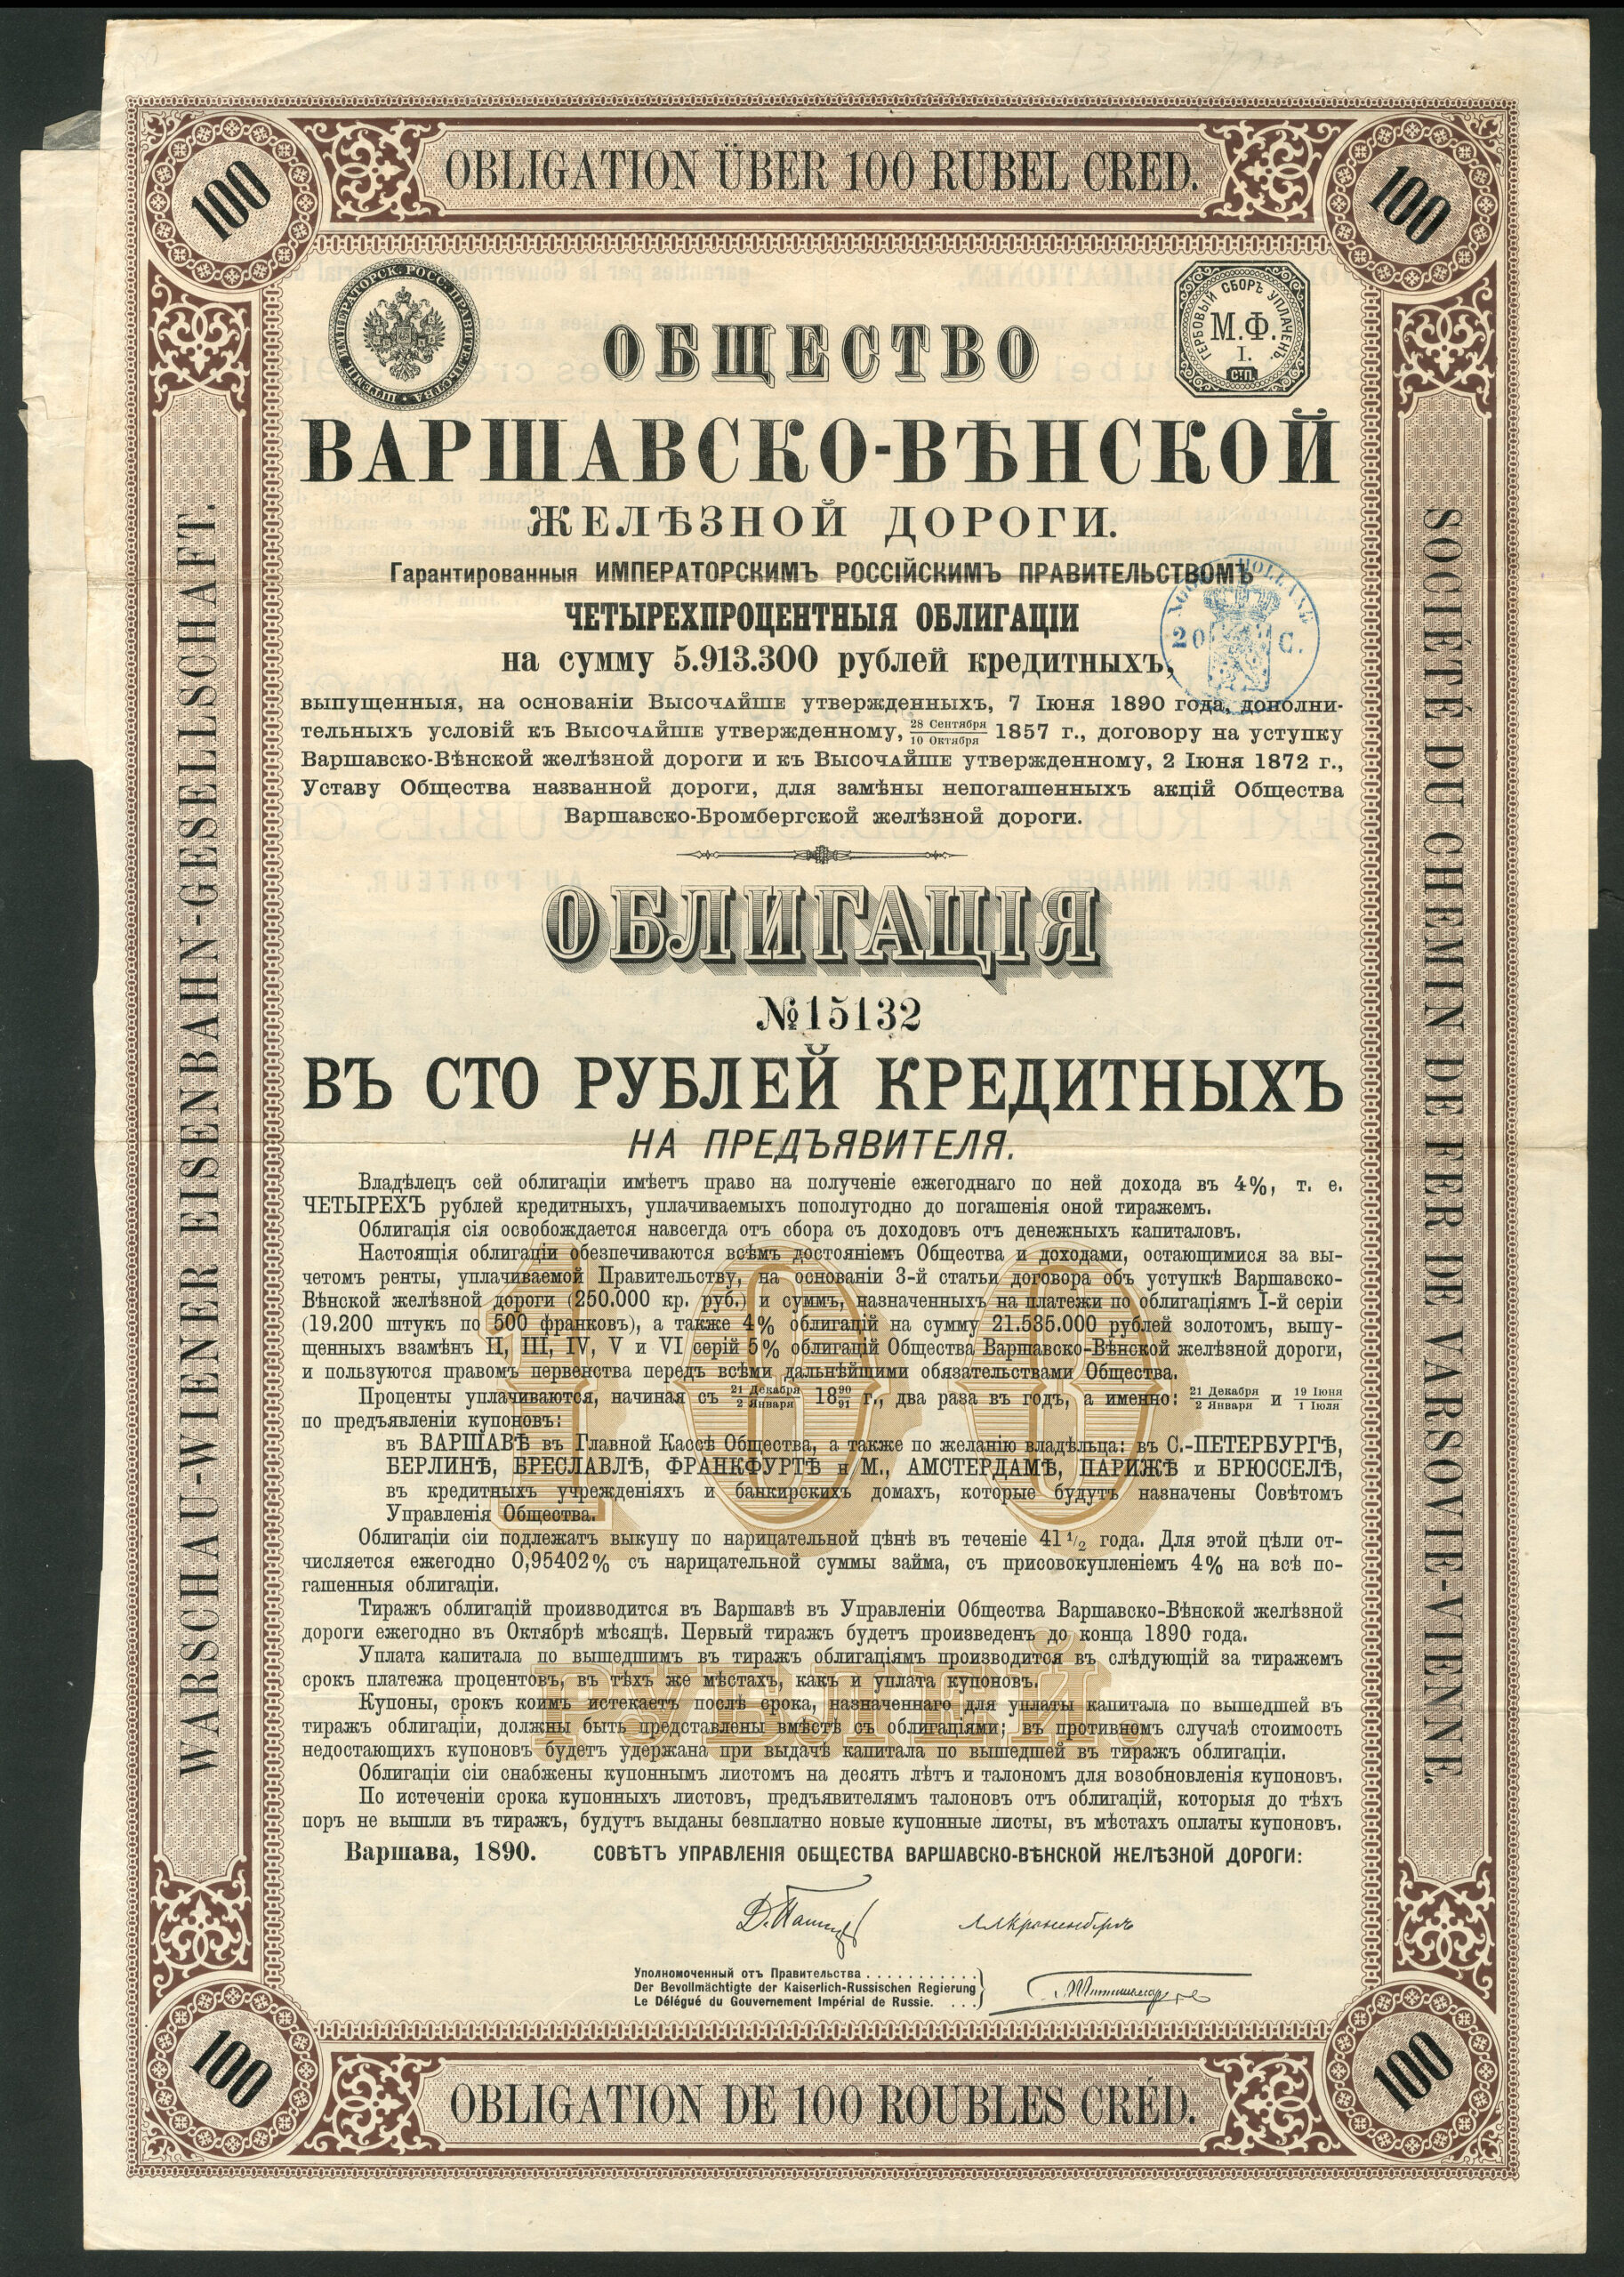 OBLIGATION ÜBER 100 RUBEL CRED.
100
100
ПЕЧ. ИМПЕРАТОРСК. РОСС. ПРАВИТЕЛЬСТВА
ГЕРБОВЫЙ СБОРЪ УПЛАЧЕНЪ.
М.Ф.
I.
СТП.
ОБЩЕСТВО
ВАРШАВСКО-ВѢНСКОЙ
ЖЕЛѢЗНОЙ ДОРОГИ.
Гарантированныя ИМПЕРАТОРСКИМЪ РОССІЙСКИМЪ ПРАВИТЕЛЬСТВОМЪ
ЧЕТЫРЕХПРОЦЕНТНЫЯ ОБЛИГАЦІИ
на сумму 5.913.300 рублей кредитныхъ,
HOLLANE
20 C.
выпущенныя, на основаніи Высочайше утвержденныхъ, 7 Іюня 1890 года, дополни-
тельныхъ условій къ Высочайше утвержденному, 28 Сентября/10 Октября 1857 г., договору на уступку
Варшавско-Вѣнской желѣзной дороги и къ Высочайше утвержденному, 2 Іюня 1872 г.,
Уставу Общества названной дороги, для замѣны непогашенныхъ акцій Общества
Варшавско-Бромбергской желѣзной дороги.
ОБЛИГАЦІЯ
№15132
ВЪ СТО РУБЛЕЙ КРЕДИТНЫХЪ
НА ПРЕДЪЯВИТЕЛЯ.
Владѣлецъ сей облигаціи имѣетъ право на полученіе ежегоднаго по ней дохода въ 4%, т. е.
ЧЕТЫРЕХЪ рублей кредитныхъ, уплачиваемыхъ пополугодно до погашенія оной тиражемъ.
Облигація сія освобождается навсегда отъ сбора съ доходовъ отъ денежныхъ капиталовъ.
Настоящія облигаціи обезпечиваются всѣмъ достояніемъ Общества и доходами, остающимися за вы-
четомъ ренты, уплачиваемой Правительству, на основаніи 3-й статьи договора объ уступкѣ Варшавско-
Вѣнской желѣзной дороги (250.000 кр. руб.) и суммъ, назначенныхъ на платежи по облигаціямъ I-й серіи
(19.200 штукъ по 500 франковъ), а также 4% облигацій на сумму 21.535.000 рублей золотомъ, выпу-
щенныхъ взамѣнъ II, III, IV, V и VI серій 5% облигацій Общества Варшавско-Вѣнской желѣзной дороги,
и пользуются правомъ первенства передъ всѣми дальнѣйшими обязательствами Общества.
Проценты уплачиваются, начиная съ 21 Декабря/2 Января 18 90/91 г., два раза въ годъ, а именно: 21 Декабря/2 Января и 19 Іюня/1 Іюля
по предъявленіи купоновъ:
въ ВАРШАВѢ въ Главной Кассѣ Общества, а также по желанію владѣльца: въ С.-ПЕТЕРБУРГѢ,
БЕРЛИНѢ, БРЕСЛАВЛѢ, ФРАНКФУРТѢ н М., АМСТЕРДАМѢ, ПАРИЖѢ и БРЮССЕЛѢ,
въ кредитныхъ учрежденіяхъ и банкирскихъ домахъ, которые будутъ назначены Совѣтомъ
Управленія Общества.
Облигаціи сіи подлежатъ выкупу по нарицательной цѣнѣ въ теченіе 41 1/2 года. Для этой цѣли от-
числяется ежегодно 0,95402% съ нарицательной суммы займа, съ присовокупленіемъ 4% на всѣ по-
гашенныя облигаціи.
Тиражъ облигацій производится въ Варшавѣ въ Управленіи Общества Варшавско-Вѣнской желѣзной
дороги ежегодно въ Октябрѣ мѣсяцѣ. Первый тиражъ будетъ произведенъ до конца 1890 года.
Уплата капитала по вышедшимъ въ тиражъ облигаціямъ производится въ слѣдующій за тиражемъ
срокъ платежа процентовъ, въ тѣхъ же мѣстахъ, какъ и уплата купоновъ.
Купоны, срокъ коимъ истекаетъ послѣ срока, назначеннаго для уплаты капитала по вышедшей въ
тиражъ облигаціи, должны быть представлены вмѣстѣ съ облигаціями; въ противномъ случаѣ стоимость
недостающихъ купоновъ будетъ удержана при выдачѣ капитала по вышедшей въ тиражъ облигаціи.
Облигаціи сіи снабжены купоннымъ листомъ на десять лѣтъ и талономъ для возобновленія купоновъ.
По истеченіи срока купонныхъ листовъ, предъявителямъ талоновъ отъ облигацій, которыя до тѣхъ
поръ не вышли въ тиражъ, будутъ выданы безплатно новые купонные листы, въ мѣстахъ оплаты купоновъ.
100
РУБЛЕЙ.
Варшава, 1890. СОВѢТЪ УПРАВЛЕНІЯ ОБЩЕСТВА ВАРШАВСКО-ВѢНСКОЙ ЖЕЛѢЗНОЙ ДОРОГИ:
Уполномоченный отъ Правительства
Der Bevollmächtigte der Kaiserlich-Russischen Regierung
Le Délégué du Gouvernement Impérial de Russie.
WARSCHAU-WIENER EISENBAHN-GESELLSCHAFT.
SOCIÉTÉ DU CHEMIN DE FER DE VARSOVIE-VIENNE.
100
100
OBLIGATION DE 100 ROUBLES CRÉD.